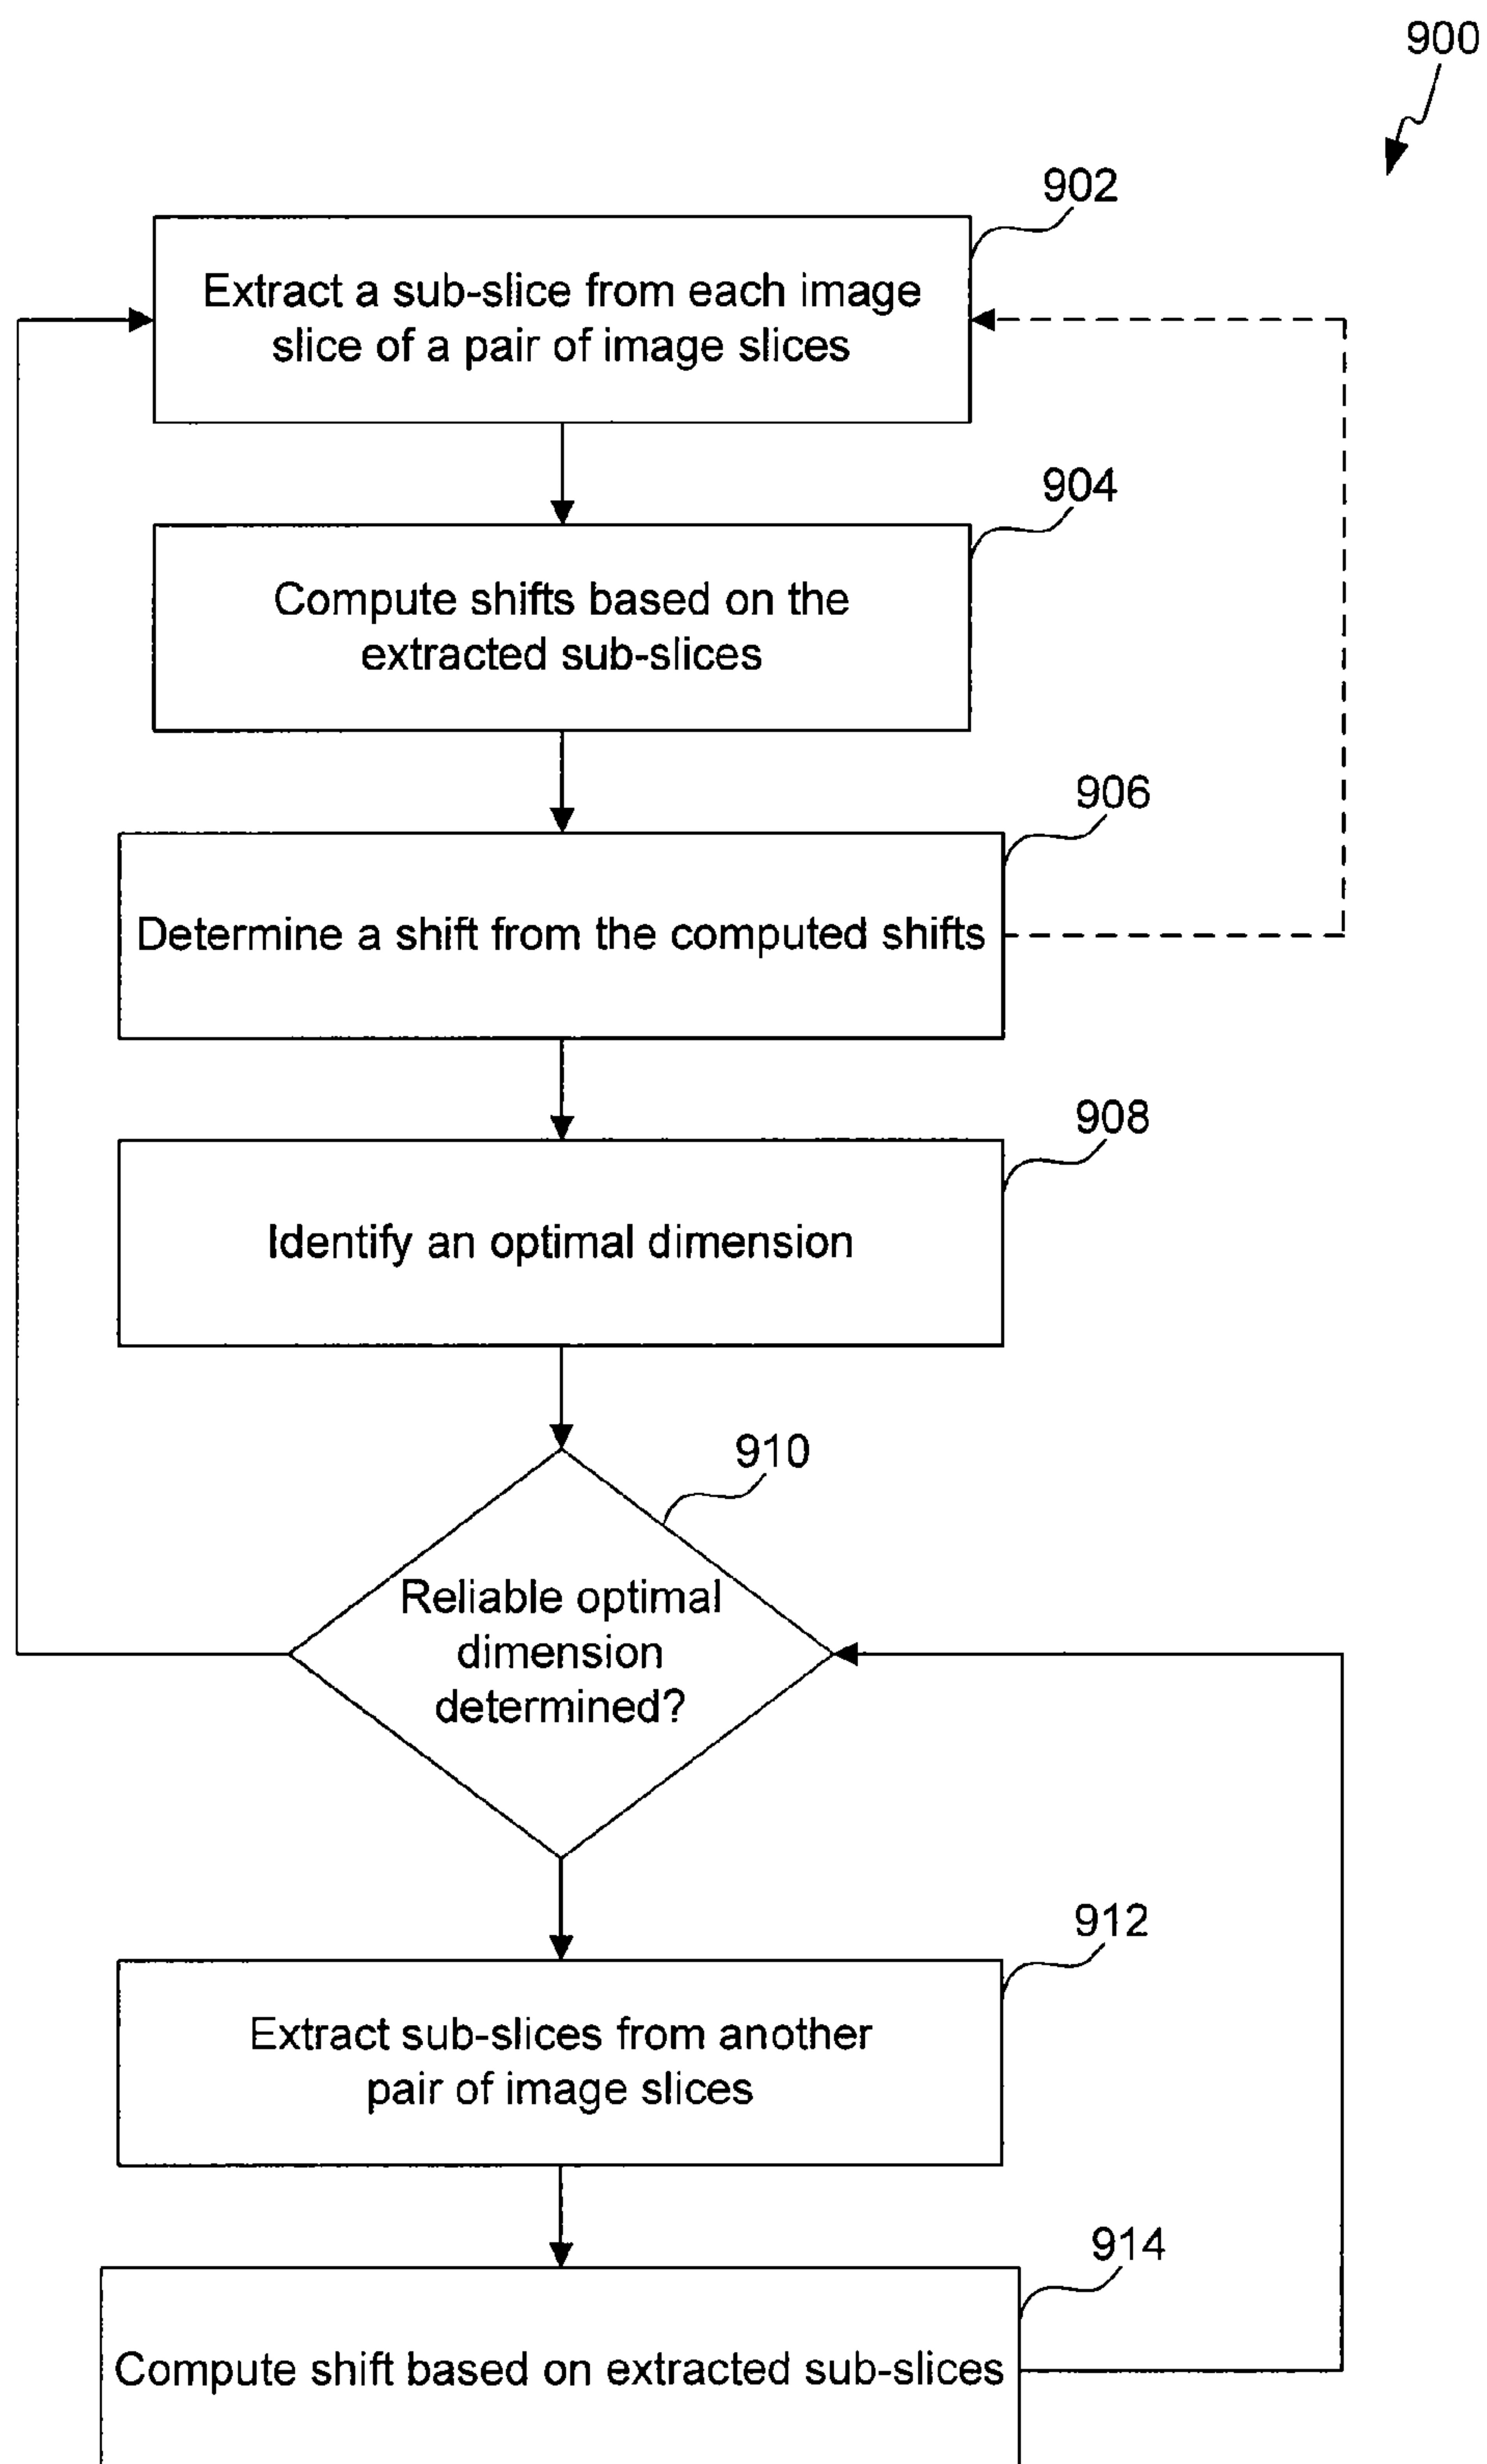 900
902
Extract a sub-slice from each image
slice of a pair of image slices
904
Compute shifts based on the
extracted sub-slices
906
Determine a shift from the computed shifts
908
Identify an optimal dimension
910
Reliable optimal
dimension
determined?
912
Extract sub-slices from another
pair of image slices
914
Compute shift based on extracted sub-slices